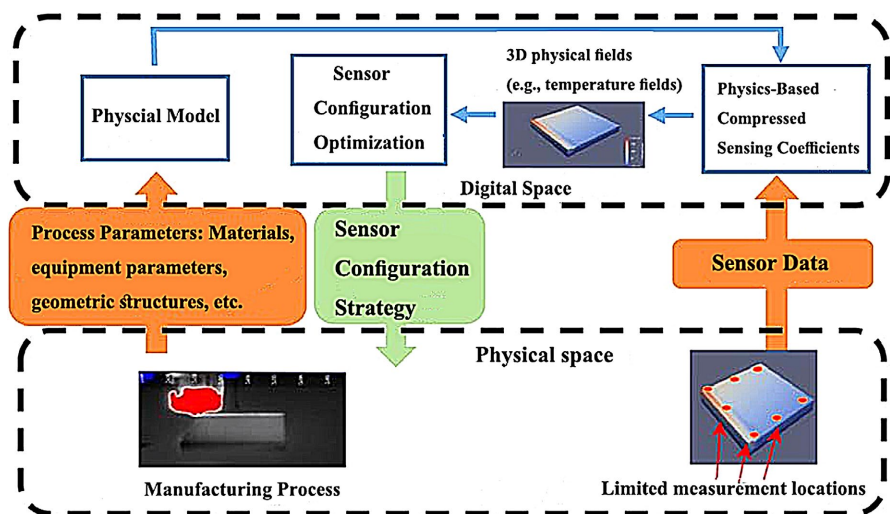 Physcial Model
Sensor
Configuration
Optimization
3D physical fields
(e.g., temperature fields)
Physics-Based
Compressed
Sensing Coefficients
Digital Space
Process Parameters: Materials,
equipment parameters,
geometric structures, etc.
Sensor
Configuration
Strategy
Sensor Data
Physical space
Manufacturing Process
Limited measurement locations